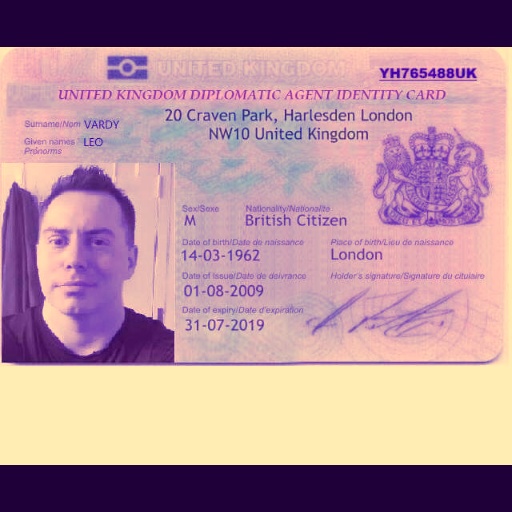 UNITED KINGDOM
YH765488UK
UNITED KINGDOM DIPLOMATIC AGENT IDENTITY CARD
20 Craven Park, Harlesden London
NW10 United Kingdom
Surname/Nom VARDY
Given names LEO
Prénoms
Sex/Sexe Nationality/Nationalite
M British Citizen
Date of birth/Date de naissance Place of birth/Lieu de naissance
14-03-1962 London
Date of issue/Date de deivrance Holder's signature/Signature du cituiaire
01-08-2009
Date of expiry/Date d'expiration
31-07-2019